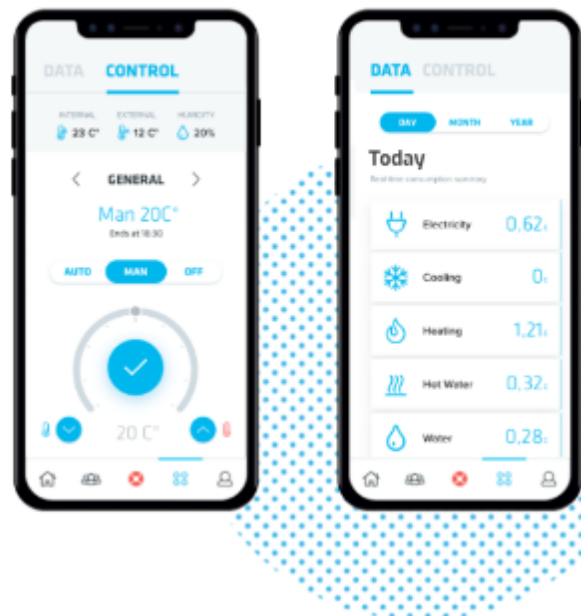 DATA CONTROL
INTERNAL EXTERNAL HUMIDITY
23 C° 12 C° 20%
GENERAL
Man 20C°
Ends at 18:30
AUTO MAN OFF
20 C°
DATA CONTROL
DAY MONTH YEAR
Today
Real time consumption summary
Electricity 0,62
Cooling 0
Heating 1,21
Hot Water 0,32
Water 0,28